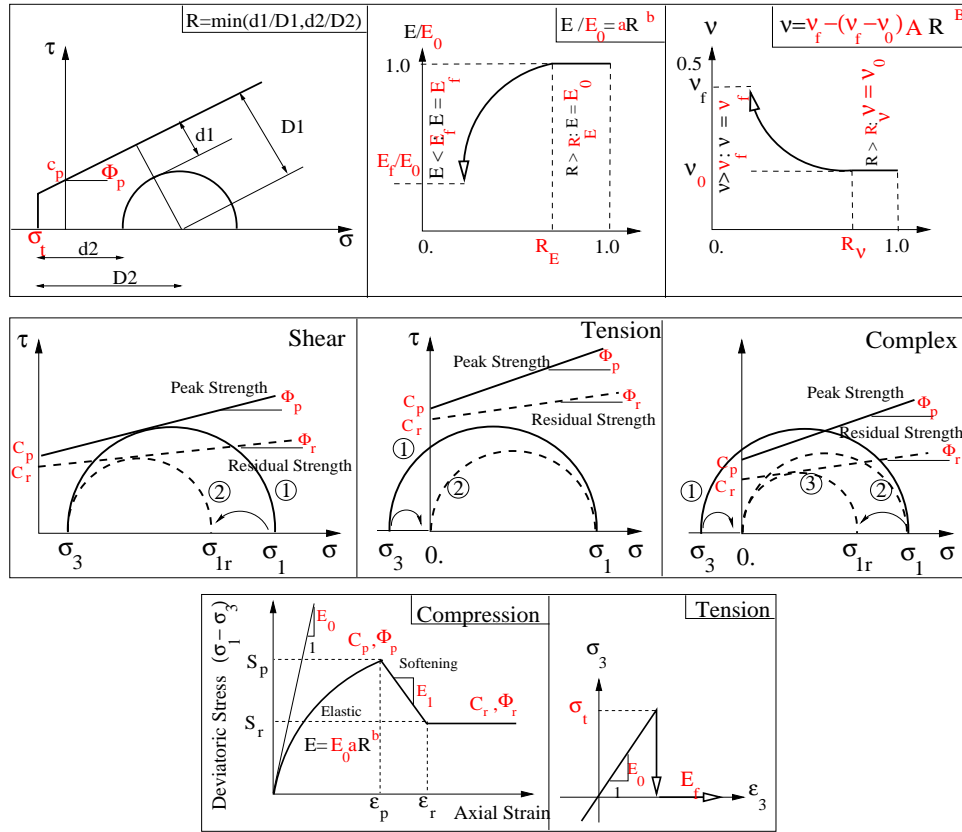 R=min(d1/D1,d2/D2)
τ
c_p
Φ_p
d1
D1
σ_t
σ
d2
D2
E/E_0
E /E_0=aR^b
1.0
E_f/E_0
E < E_f: E = E_f
R > R_E: E = E_0
0.
R_E
1.0
ν
ν=ν_f−(ν_f−ν_0)A R^B
0.5
ν_f
ν_0
ν>ν_f: ν = ν_f
R > R_ν: ν = ν_0
0.
R_ν
1.0
τ
Shear
Peak Strength
Φ_p
C_p
C_r
Φ_r
Residual Strength
2
1
σ_3
σ_1r
σ_1
σ
τ
Tension
Peak Strength
Φ_p
C_p
C_r
Φ_r
Residual Strength
1
2
σ_3
0.
σ_1
σ
τ
Complex
Peak Strength
Φ_p
Residual Strength
C_p
C_r
Φ_r
1
3
2
σ_3
0.
σ_1r
σ_1
σ
Deviatoric Stress (σ_1−σ_3)
Compression
E_0
1
C_p,Φ_p
S_p
Softening
E_1
C_r,Φ_r
S_r
Elastic
E=E_0aR^b
ε_p
ε_r
Axial Strain
Tension
σ_3
σ_t
E_0
1
E_f
ε_3